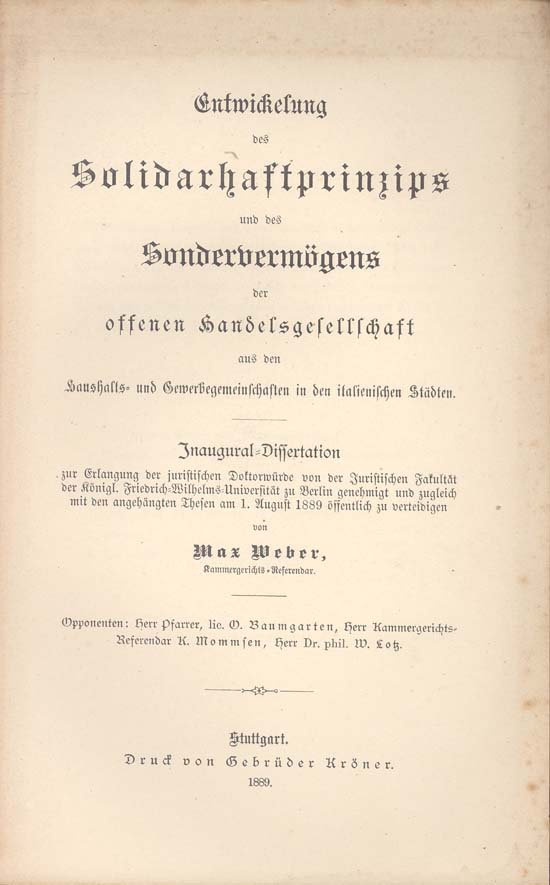 Entwickelung
des
Solidarhaftprinzips
und des
Sondervermögens
der
offenen Handelsgesellschaft
aus den
Haushalts- und Gewerbegemeinschaften in den italienischen Städten.
Inaugural-Dissertation
zur Erlangung der juristischen Doktorwürde von der Juristischen Fakultät
der Königl. Friedrich-Wilhelms-Universität zu Berlin genehmigt und zugleich
mit den angehängten Thesen am 1. August 1889 öffentlich zu verteidigen
von
Max Weber,
Kammergerichts-Referendar.
Opponenten: Herr Pfarrer, lic. O. Baumgarten, Herr Kammergerichts-
Referendar K. Mommsen, Herr Dr. phil. W. Lotz.
Stuttgart.
Druck von Gebrüder Kröner.
1889.